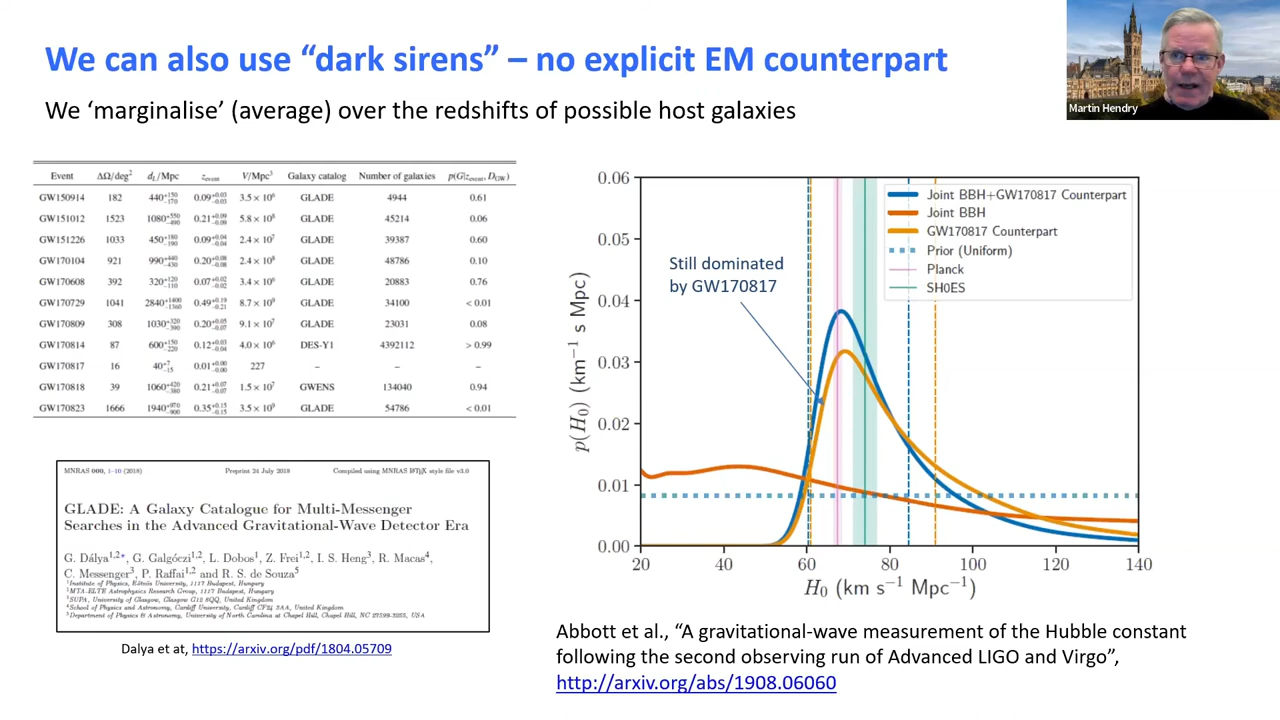 We can also use “dark sirens” – no explicit EM counterpart
We ‘marginalise’ (average) over the redshifts of possible host galaxies
Martin Hendry
Event ΔΩ/deg² d_L/Mpc z_event V/Mpc³ Galaxy catalog Number of galaxies p(G|z_event, D_GW)
GW150914 182 440+150−170 0.09+0.03−0.03 3.5 × 10⁶ GLADE 4944 0.61
GW151012 1523 1080+550−490 0.21+0.09−0.09 5.8 × 10⁸ GLADE 45214 0.06
GW151226 1033 450+180−190 0.09+0.04−0.04 2.4 × 10⁷ GLADE 39387 0.60
GW170104 921 990+440−430 0.20+0.08−0.08 2.4 × 10⁸ GLADE 48786 0.10
GW170608 392 320+120−110 0.07+0.02−0.02 3.4 × 10⁶ GLADE 20883 0.76
GW170729 1041 2840+1400−1360 0.49+0.19−0.21 8.7 × 10⁹ GLADE 34100 < 0.01
GW170809 308 1030+320−390 0.20+0.05−0.07 9.1 × 10⁷ GLADE 23031 0.08
GW170814 87 600+150−220 0.12+0.03−0.04 4.0 × 10⁶ DES-Y1 4392112 > 0.99
GW170817 16 40+7−15 0.01+0.00−0.00 227 – – –
GW170818 39 1060+420−380 0.21+0.07−0.07 1.5 × 10⁷ GWENS 134040 0.94
GW170823 1666 1940+970−900 0.35+0.15−0.15 3.5 × 10⁹ GLADE 54786 < 0.01
MNRAS 000, 1–10 (2018) Preprint 24 July 2018 Compiled using MNRAS LATEX style file v3.0
GLADE: A Galaxy Catalogue for Multi-Messenger
Searches in the Advanced Gravitational-Wave Detector Era
G. Dálya¹,²⋆, G. Galgóczi¹,², L. Dobos¹, Z. Frei¹,², I. S. Heng³, R. Macas⁴,
C. Messenger³, P. Raffai¹,² and R. S. de Souza⁵
¹Institute of Physics, Eötvös University, 1117 Budapest, Hungary
²MTA-ELTE Astrophysics Research Group, 1117 Budapest, Hungary
³SUPA, University of Glasgow, Glasgow G12 8QQ, United Kingdom
⁴School of Physics and Astronomy, Cardiff University, Cardiff CF24 3AA, United Kingdom
⁵Department of Physics & Astronomy, University of North Carolina at Chapel Hill, Chapel Hill, NC 27599-3255, USA
Dalya et at, https://arxiv.org/pdf/1804.05709
0.06
0.05
0.04
0.03
0.02
0.01
0.00
p(H₀) (km⁻¹ s Mpc)
Still dominated
by GW170817
Joint BBH+GW170817 Counterpart
Joint BBH
GW170817 Counterpart
Prior (Uniform)
Planck
SH0ES
20 40 60 80 100 120 140
H₀ (km s⁻¹ Mpc⁻¹)
Abbott et al., “A gravitational-wave measurement of the Hubble constant
following the second observing run of Advanced LIGO and Virgo”,
http://arxiv.org/abs/1908.06060